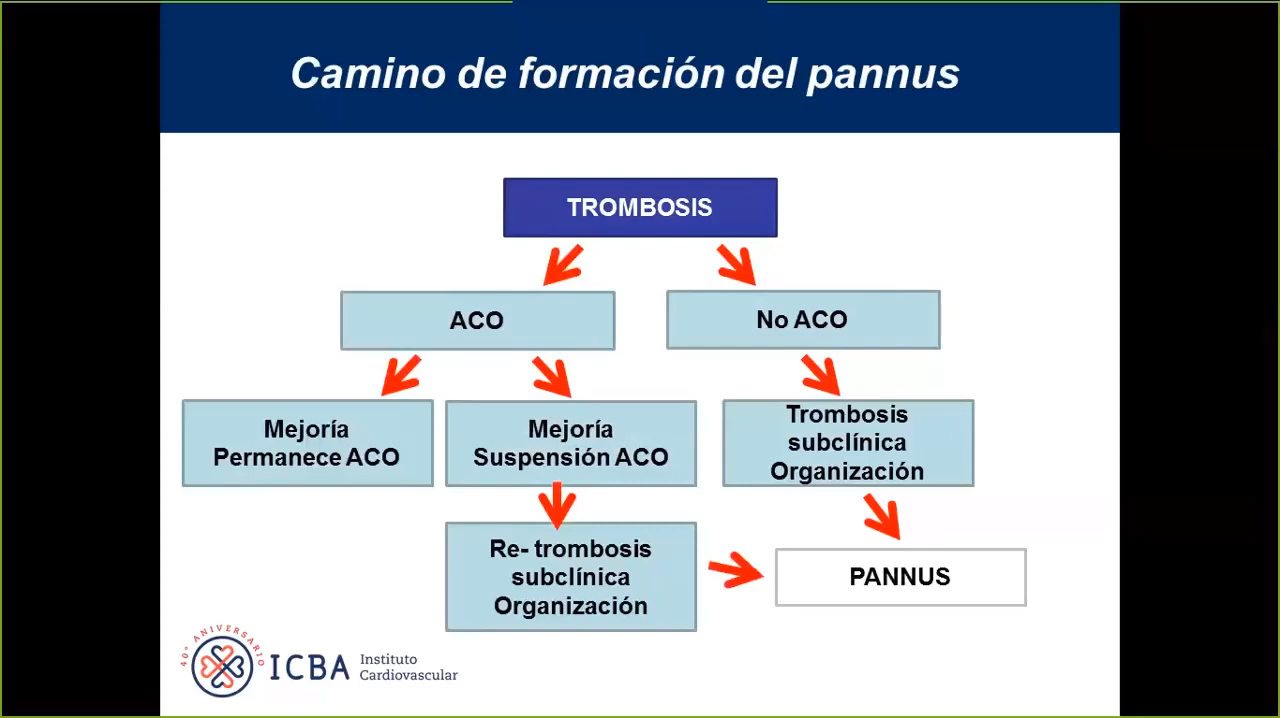 Camino de formación del pannus
TROMBOSIS
ACO
No ACO
Mejoría
Permanece ACO
Mejoría
Suspensión ACO
Trombosis
subclínica
Organización
Re- trombosis
subclínica
Organización
PANNUS
40° ANIVERSARIO
ICBA
Instituto
Cardiovascular